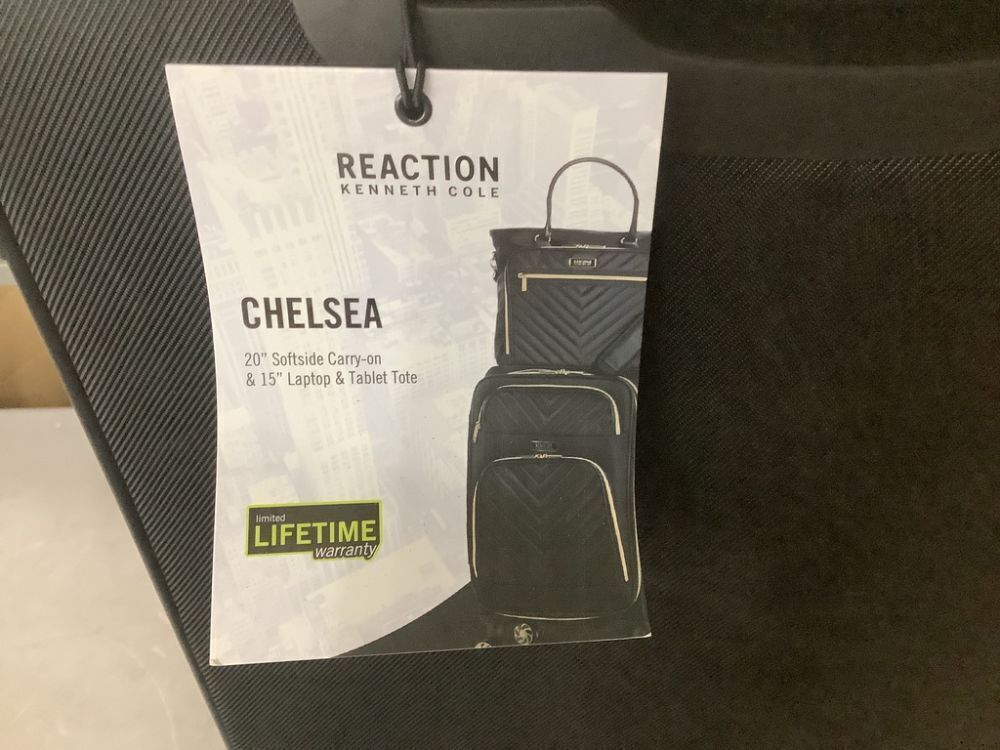 REACTION
KENNETH COLE
CHELSEA
20” Softside Carry-on
& 15” Laptop & Tablet Tote
limited
LIFETIME
warranty